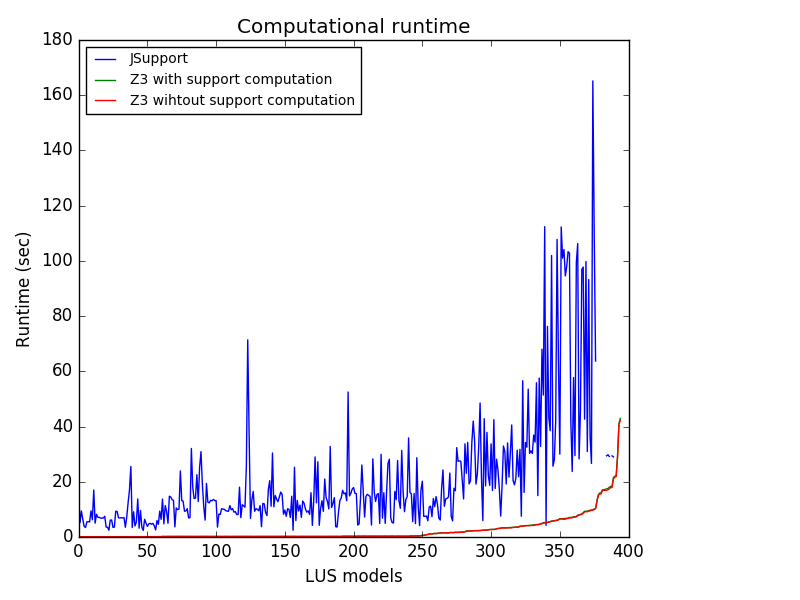 Computational runtime
180
160
140
120
100
80
60
40
20
0
Runtime (sec)
JSupport
Z3 with support computation
Z3 wihtout support computation
0 50 100 150 200 250 300 350 400
LUS models